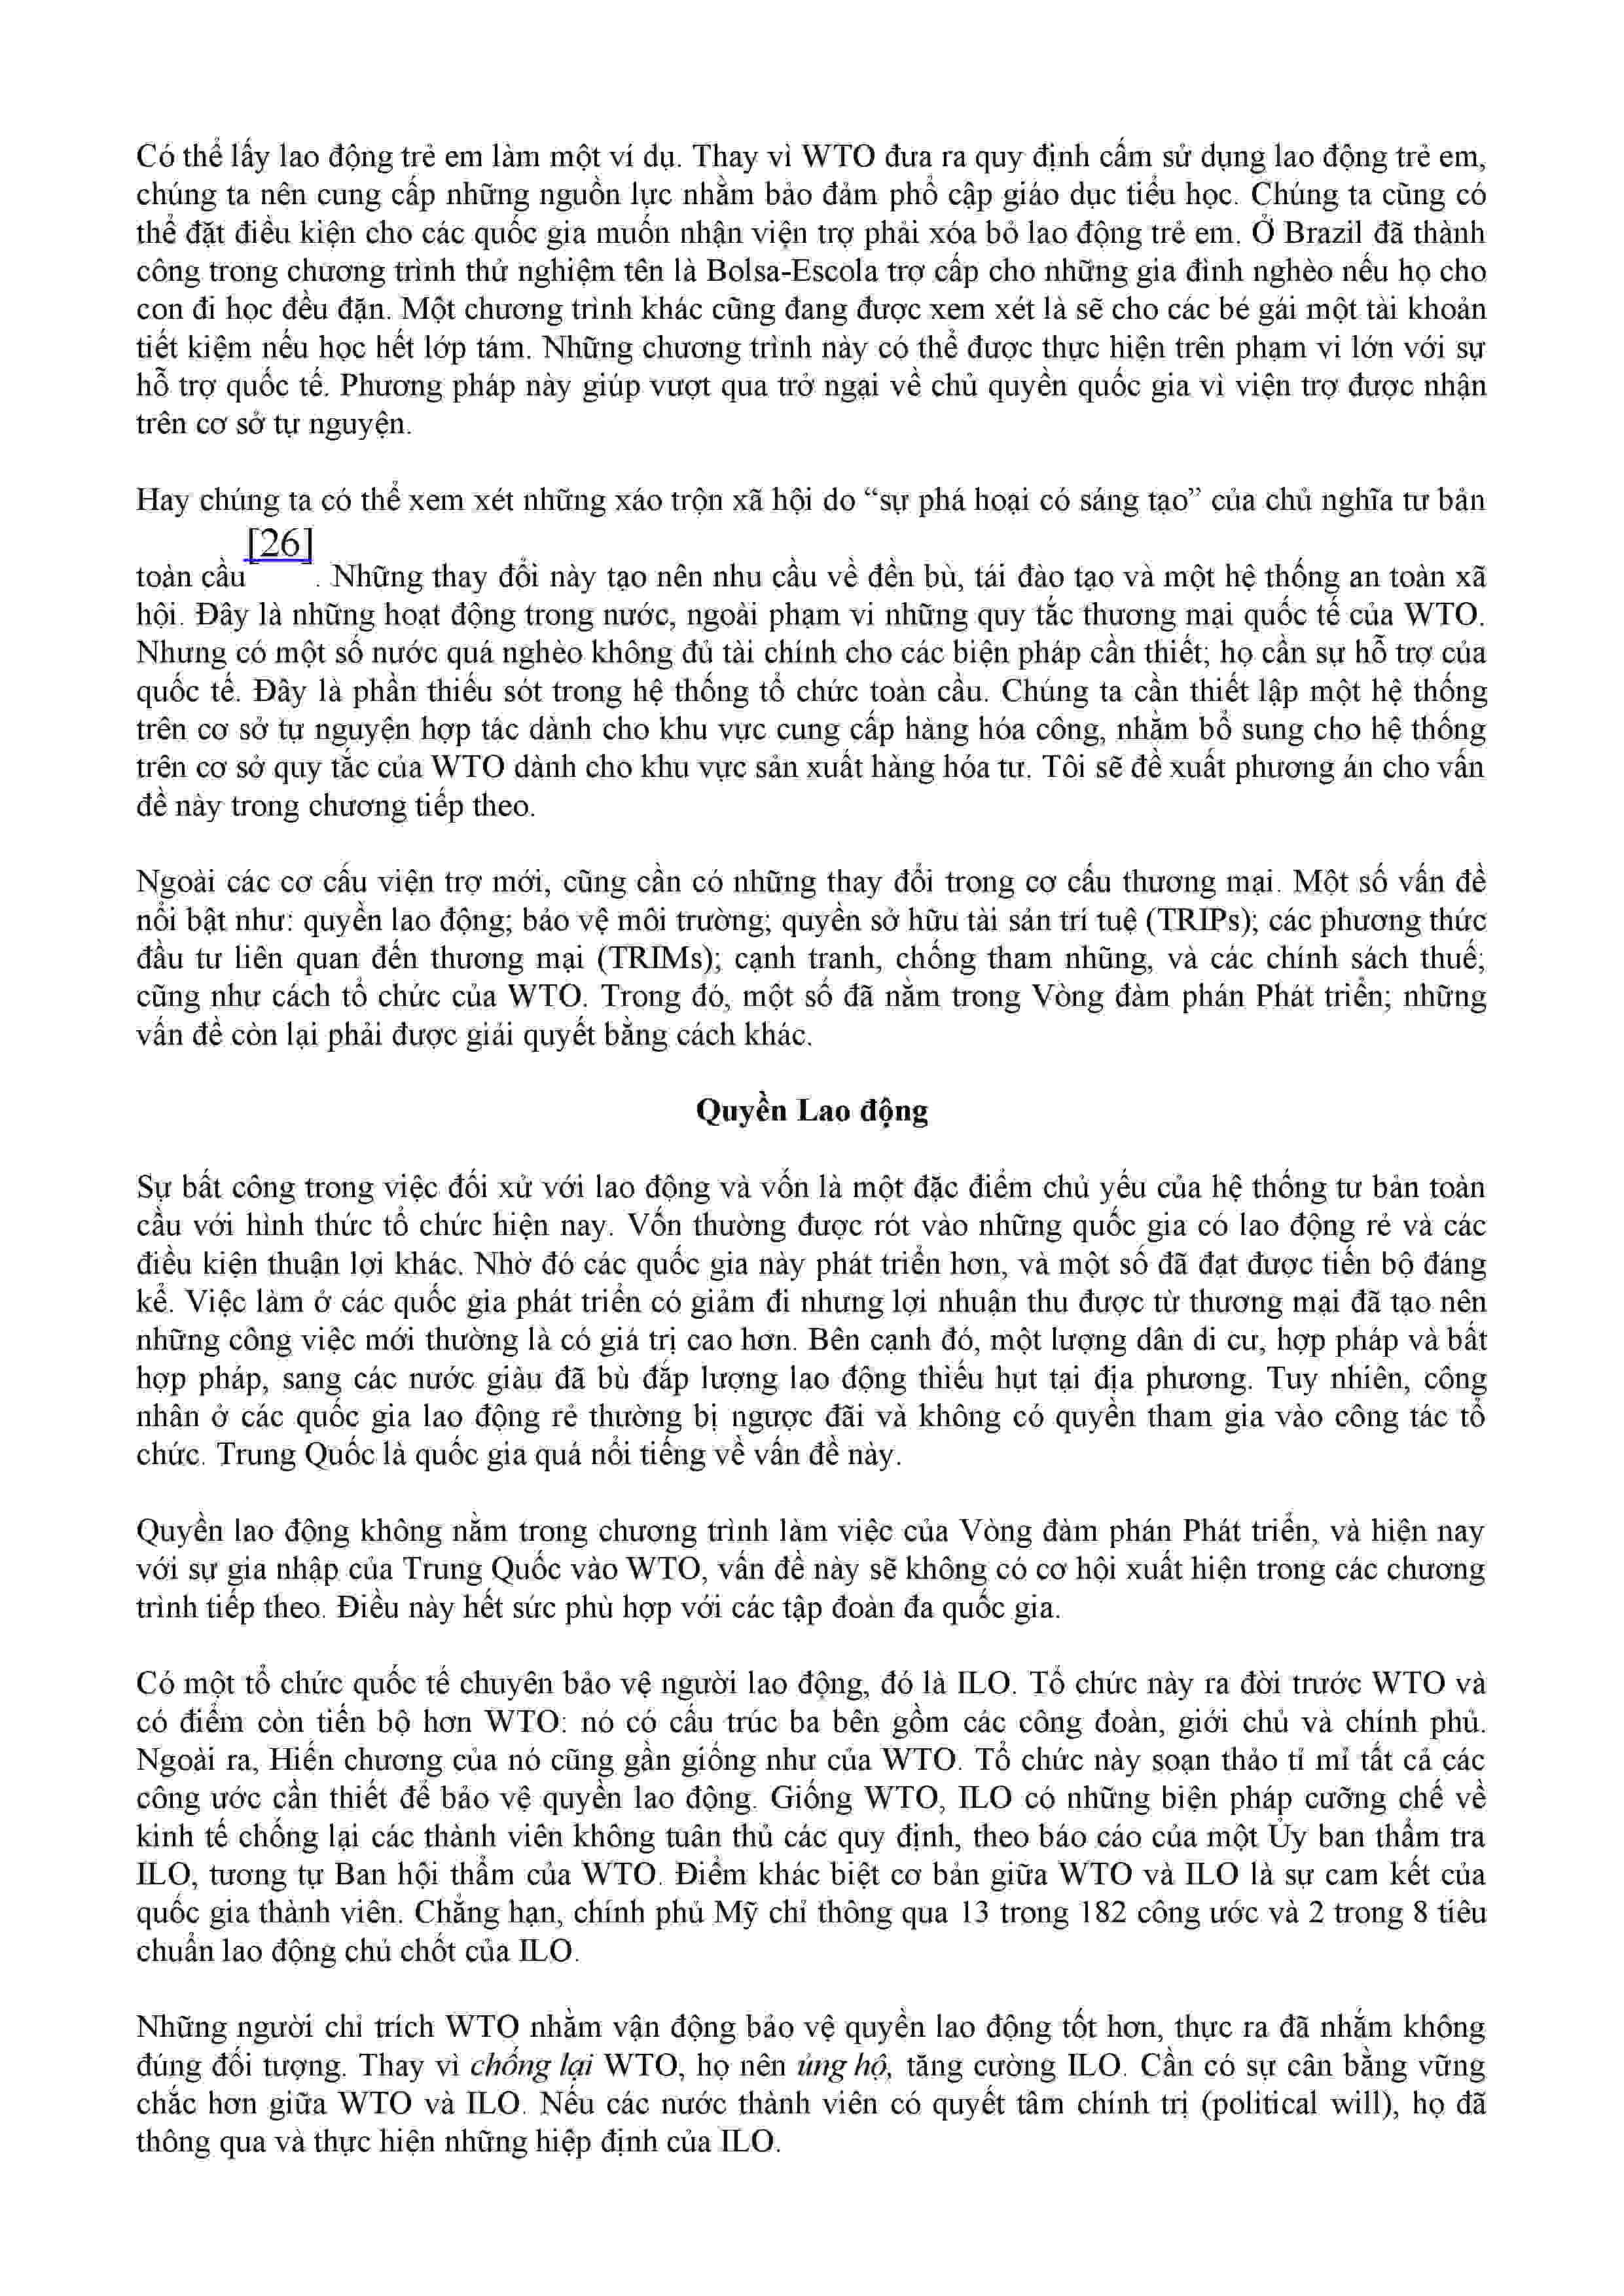 Có thể lấy lao động trẻ em làm một ví dụ. Thay vì WTO đưa ra quy định cấm sử dụng lao động trẻ em,
chúng ta nên cung cấp những nguồn lực nhằm bảo đảm phổ cập giáo dục tiểu học. Chúng ta cũng có
thể đặt điều kiện cho các quốc gia muốn nhận viện trợ phải xóa bỏ lao động trẻ em. Ở Brazil đã thành
công trong chương trình thử nghiệm tên là Bolsa-Escola trợ cấp cho những gia đình nghèo nếu họ cho
con đi học đều đặn. Một chương trình khác cũng đang được xem xét là sẽ cho các bé gái một tài khoản
tiết kiệm nếu học hết lớp tám. Những chương trình này có thể được thực hiện trên phạm vi lớn với sự
hỗ trợ quốc tế. Phương pháp này giúp vượt qua trở ngại về chủ quyền quốc gia vì viện trợ được nhận
trên cơ sở tự nguyện.
Hay chúng ta có thể xem xét những xáo trộn xã hội do “sự phá hoại có sáng tạo” của chủ nghĩa tư bản
toàn cầu[26]. Những thay đổi này tạo nên nhu cầu về đền bù, tái đào tạo và một hệ thống an toàn xã
hội. Đây là những hoạt động trong nước, ngoài phạm vi những quy tắc thương mại quốc tế của WTO.
Nhưng có một số nước quá nghèo không đủ tài chính cho các biện pháp cần thiết; họ cần sự hỗ trợ của
quốc tế. Đây là phần thiếu sót trong hệ thống tổ chức toàn cầu. Chúng ta cần thiết lập một hệ thống
trên cơ sở tự nguyện hợp tác dành cho khu vực cung cấp hàng hóa công, nhằm bổ sung cho hệ thống
trên cơ sở quy tắc của WTO dành cho khu vực sản xuất hàng hóa tư. Tôi sẽ đề xuất phương án cho vấn
đề này trong chương tiếp theo.
Ngoài các cơ cấu viện trợ mới, cũng cần có những thay đổi trong cơ cấu thương mại. Một số vấn đề
nổi bật như: quyền lao động; bảo vệ môi trường; quyền sở hữu tài sản trí tuệ (TRIPs); các phương thức
đầu tư liên quan đến thương mại (TRIMs); cạnh tranh, chống tham nhũng, và các chính sách thuế;
cũng như cách tổ chức của WTO. Trong đó, một số đã nằm trong Vòng đàm phán Phát triển; những
vấn đề còn lại phải được giải quyết bằng cách khác.
Quyền Lao động
Sự bất công trong việc đối xử với lao động và vốn là một đặc điểm chủ yếu của hệ thống tư bản toàn
cầu với hình thức tổ chức hiện nay. Vốn thường được rót vào những quốc gia có lao động rẻ và các
điều kiện thuận lợi khác. Nhờ đó các quốc gia này phát triển hơn, và một số đã đạt được tiến bộ đáng
kể. Việc làm ở các quốc gia phát triển có giảm đi nhưng lợi nhuận thu được từ thương mại đã tạo nên
những công việc mới thường là có giá trị cao hơn. Bên cạnh đó, một lượng dân di cư, hợp pháp và bất
hợp pháp, sang các nước giàu đã bù đắp lượng lao động thiếu hụt tại địa phương. Tuy nhiên, công
nhân ở các quốc gia lao động rẻ thường bị ngược đãi và không có quyền tham gia vào công tác tổ
chức. Trung Quốc là quốc gia quá nổi tiếng về vấn đề này.
Quyền lao động không nằm trong chương trình làm việc của Vòng đàm phán Phát triển, và hiện nay
với sự gia nhập của Trung Quốc vào WTO, vấn đề này sẽ không có cơ hội xuất hiện trong các chương
trình tiếp theo. Điều này hết sức phù hợp với các tập đoàn đa quốc gia.
Có một tổ chức quốc tế chuyên bảo vệ người lao động, đó là ILO. Tổ chức này ra đời trước WTO và
có điểm còn tiến bộ hơn WTO: nó có cấu trúc ba bên gồm các công đoàn, giới chủ và chính phủ.
Ngoài ra, Hiến chương của nó cũng gần giống như của WTO. Tổ chức này soạn thảo tỉ mỉ tất cả các
công ước cần thiết để bảo vệ quyền lao động. Giống WTO, ILO có những biện pháp cưỡng chế về
kinh tế chống lại các thành viên không tuân thủ các quy định, theo báo cáo của một Ủy ban thẩm tra
ILO, tương tự Ban hội thẩm của WTO. Điểm khác biệt cơ bản giữa WTO và ILO là sự cam kết của
quốc gia thành viên. Chẳng hạn, chính phủ Mỹ chỉ thông qua 13 trong 182 công ước và 2 trong 8 tiêu
chuẩn lao động chủ chốt của ILO.
Những người chỉ trích WTO nhằm vận động bảo vệ quyền lao động tốt hơn, thực ra đã nhắm không
đúng đối tượng. Thay vì chống lại WTO, họ nên ủng hộ, tăng cường ILO. Cần có sự cân bằng vững
chắc hơn giữa WTO và ILO. Nếu các nước thành viên có quyết tâm chính trị (political will), họ đã
thông qua và thực hiện những hiệp định của ILO.